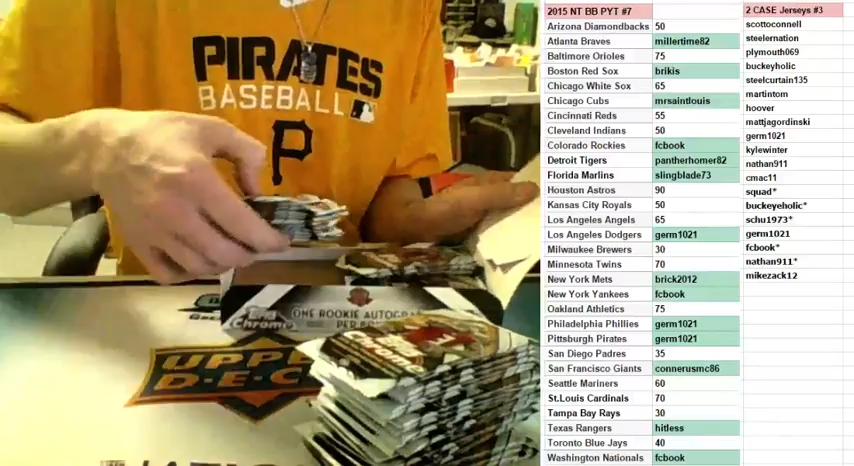 PIRATES
BASEBALL
P
ONE ROOKIE AUTOGRA
PER BO
Topps
Chrome
UPPE
D·E·C
2015 NT BB PYT #7
Arizona Diamondbacks 50
Atlanta Braves millertime82
Baltimore Orioles 75
Boston Red Sox brikis
Chicago White Sox 65
Chicago Cubs mrsaintlouis
Cincinnati Reds 55
Cleveland Indians 50
Colorado Rockies fcbook
Detroit Tigers pantherhomer82
Florida Marlins slingblade73
Houston Astros 90
Kansas City Royals 50
Los Angeles Angels 65
Los Angeles Dodgers germ1021
Milwaukee Brewers 30
Minnesota Twins 70
New York Mets brick2012
New York Yankees fcbook
Oakland Athletics 75
Philadelphia Phillies germ1021
Pittsburgh Pirates germ1021
San Diego Padres 35
San Francisco Giants connerusmc86
Seattle Mariners 60
St.Louis Cardinals 70
Tampa Bay Rays 30
Texas Rangers hitless
Toronto Blue Jays 40
Washington Nationals fcbook
2 CASE Jerseys #3
scottoconnell
steelernation
plymouth069
buckeyholic
steelcurtain135
martintom
hoover
mattjagordinski
germ1021
kylewinter
nathan911
cmac11
squad*
buckeyeholic*
schu1973*
germ1021
fcbook*
nathan911*
mikezack12